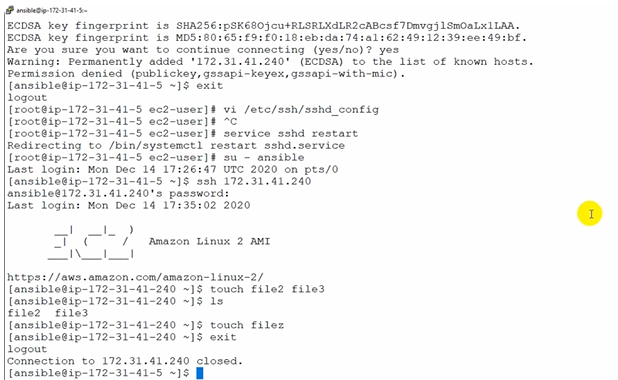 ansible@ip-172-31-41-5:~
ECDSA key fingerprint is SHA256:pSK68Ojcu+RLSRLXdLR2cABcsf7DmvgjlSmOaLxlLAA.
ECDSA key fingerprint is MD5:80:65:f9:f0:18:eb:da:74:a1:62:49:12:39:ee:49:bf.
Are you sure you want to continue connecting (yes/no)? yes
Warning: Permanently added '172.31.41.240' (ECDSA) to the list of known hosts.
Permission denied (publickey,gssapi-keyex,gssapi-with-mic).
[ansible@ip-172-31-41-5 ~]$ exit
logout
[root@ip-172-31-41-5 ec2-user]# vi /etc/ssh/sshd_config
[root@ip-172-31-41-5 ec2-user]# ^C
[root@ip-172-31-41-5 ec2-user]# service sshd restart
Redirecting to /bin/systemctl restart sshd.service
[root@ip-172-31-41-5 ec2-user]# su - ansible
Last login: Mon Dec 14 17:26:47 UTC 2020 on pts/0
[ansible@ip-172-31-41-5 ~]$ ssh 172.31.41.240
ansible@172.31.41.240's password:
Last login: Mon Dec 14 17:35:02 2020
__|  __|_  )
_|  (     /   Amazon Linux 2 AMI
___|\___|___|
https://aws.amazon.com/amazon-linux-2/
[ansible@ip-172-31-41-240 ~]$ touch file2 file3
[ansible@ip-172-31-41-240 ~]$ ls
file2  file3
[ansible@ip-172-31-41-240 ~]$ touch filez
[ansible@ip-172-31-41-240 ~]$ exit
logout
Connection to 172.31.41.240 closed.
[ansible@ip-172-31-41-5 ~]$